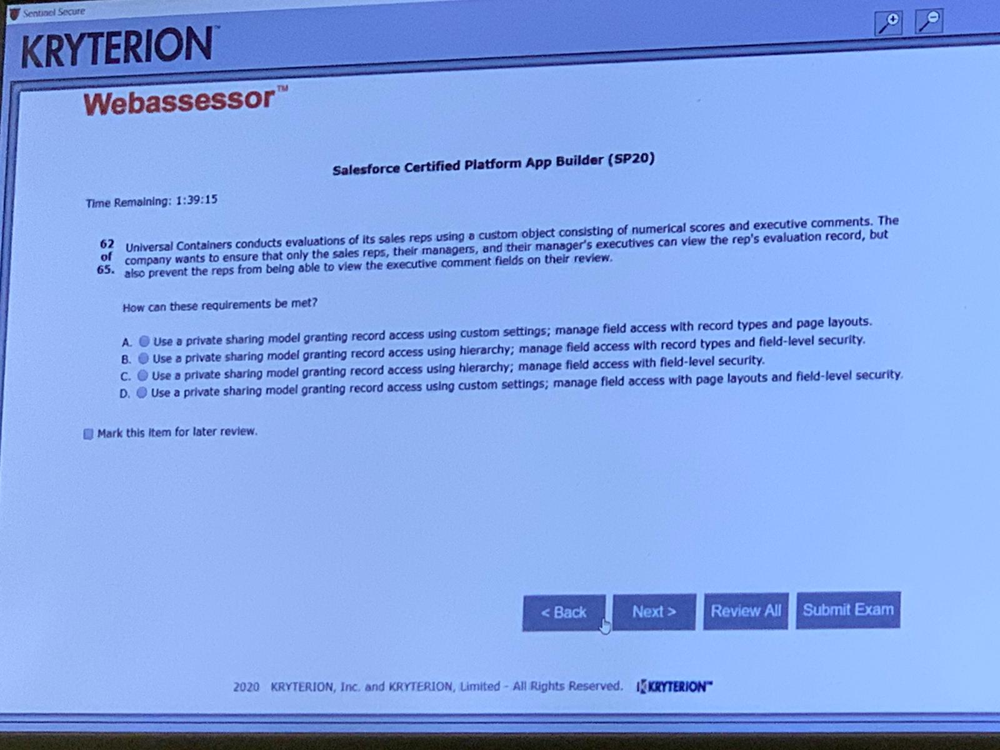 Sentinel Secure
KRYTERION™
Webassessor™
Salesforce Certified Platform App Builder (SP20)
Time Remaining: 1:39:15
62 of 65.
Universal Containers conducts evaluations of its sales reps using a custom object consisting of numerical scores and executive comments. The
company wants to ensure that only the sales reps, their managers, and their manager's executives can view the rep's evaluation record, but
also prevent the reps from being able to view the executive comment fields on their review.
How can these requirements be met?
A. Use a private sharing model granting record access using custom settings; manage field access with record types and page layouts.
B. Use a private sharing model granting record access using hierarchy; manage field access with record types and field-level security.
C. Use a private sharing model granting record access using hierarchy; manage field access with field-level security.
D. Use a private sharing model granting record access using custom settings; manage field access with page layouts and field-level security.
Mark this item for later review.
< Back Next > Review All Submit Exam
2020 KRYTERION, Inc. and KRYTERION, Limited - All Rights Reserved. KRYTERION™